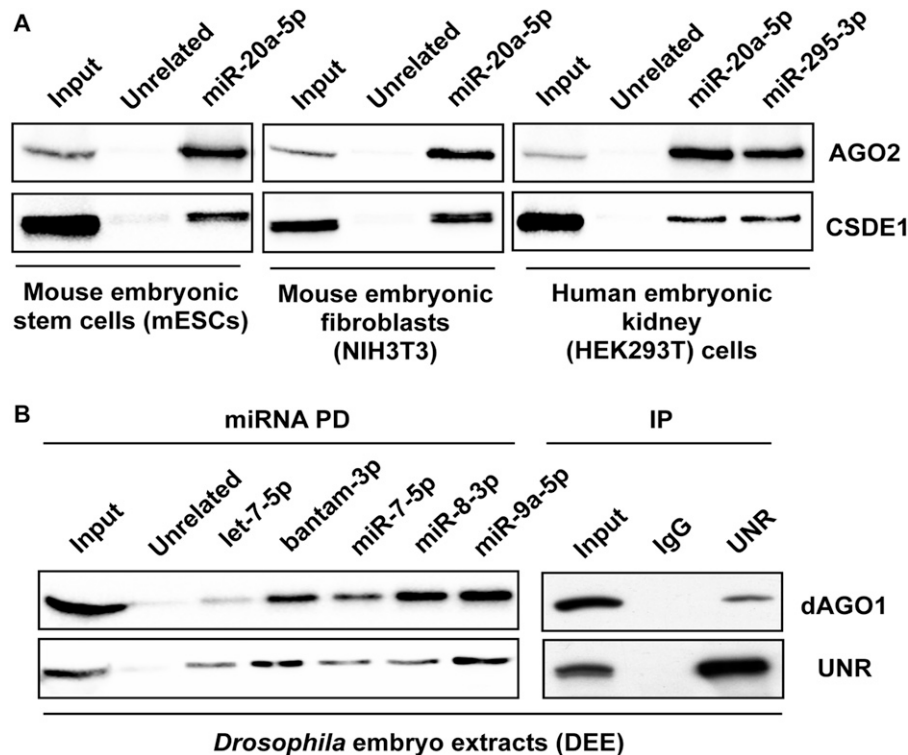 A
Input
Unrelated
miR-20a-5p
Input
Unrelated
miR-20a-5p
Input
Unrelated
miR-20a-5p
miR-295-3p
AGO2
CSDE1
Mouse embryonic
stem cells (mESCs)
Mouse embryonic
fibroblasts
(NIH3T3)
Human embryonic
kidney
(HEK293T) cells
B
miRNA PD
IP
Input
Unrelated
let-7-5p
bantam-3p
miR-7-5p
miR-8-3p
miR-9a-5p
Input
IgG
UNR
dAGO1
UNR
Drosophila embryo extracts (DEE)